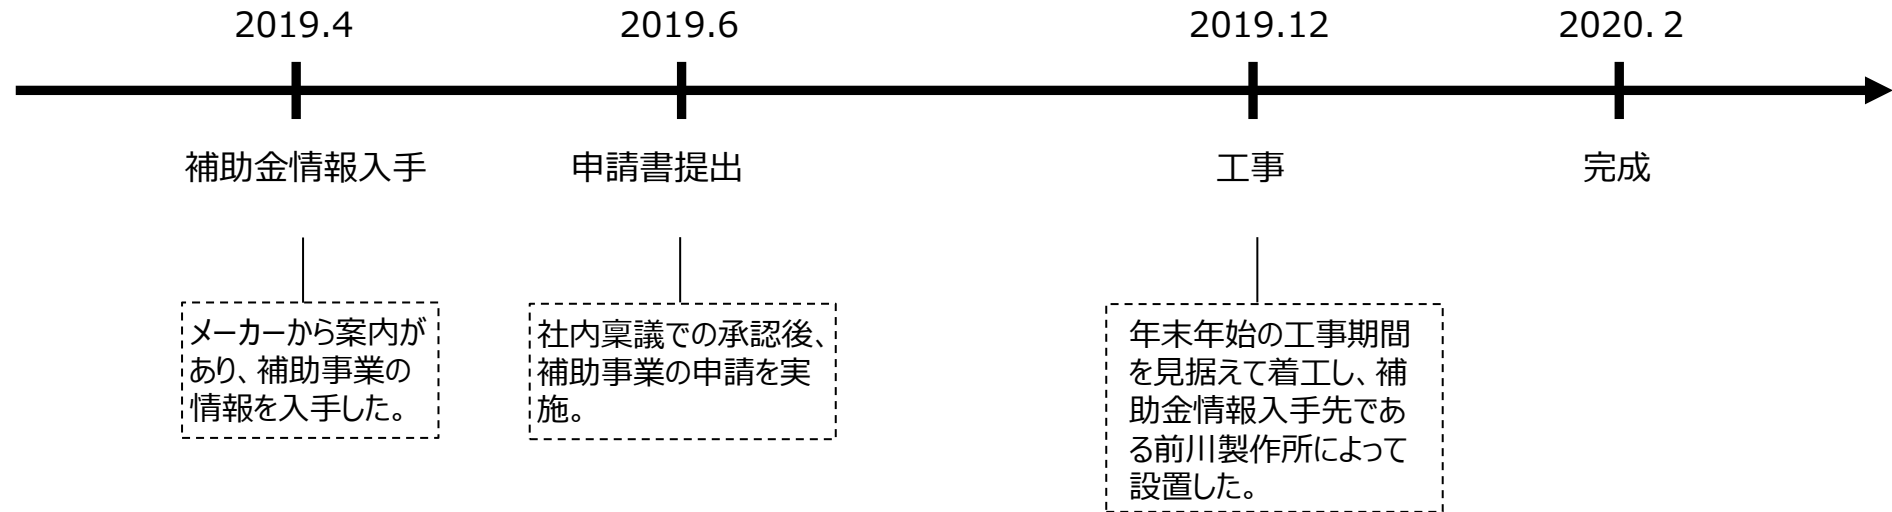 2019.4
2019.6
2019.12
2020. 2
補助金情報入手
申請書提出
工事
完成
メーカーから案内が
あり、補助事業の
情報を入手した。
社内稟議での承認後、
補助事業の申請を実
施。
年末年始の工事期間
を見据えて着工し、補
助金情報入手先であ
る前川製作所によって
設置した。